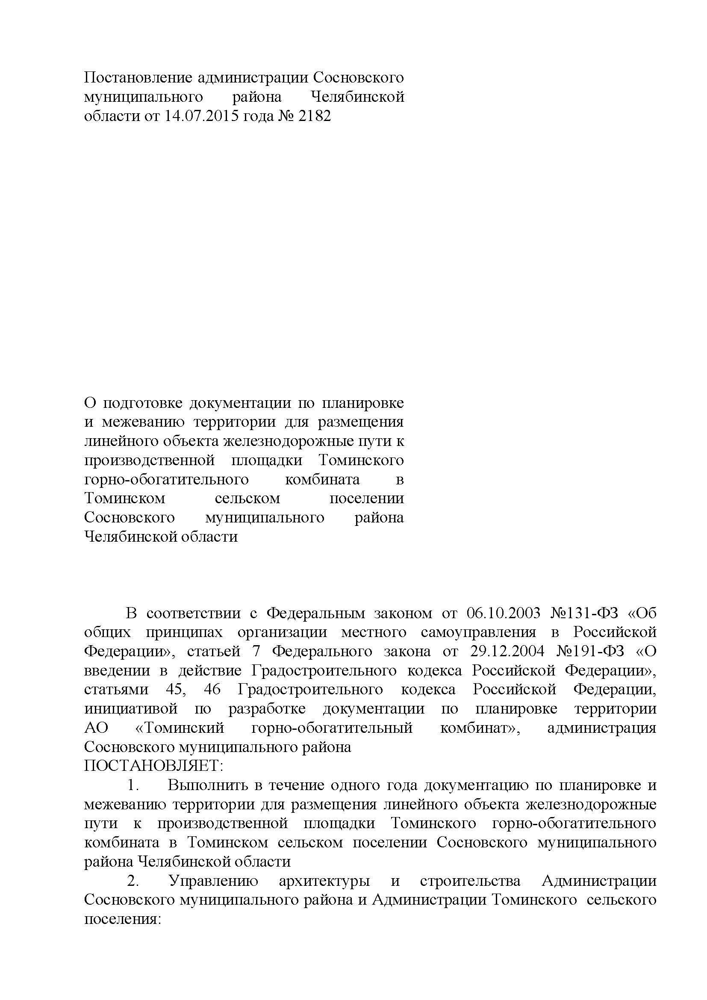 Постановление администрации Сосновского
муниципального района Челябинской
области от 14.07.2015 года № 2182
О подготовке документации по планировке
и межеванию территории для размещения
линейного объекта железнодорожные пути к
производственной площадки Томинского
горно-обогатительного комбината в
Томинском сельском поселении
Сосновского муниципального района
Челябинской области
В соответствии с Федеральным законом от 06.10.2003 №131-ФЗ «Об
общих принципах организации местного самоуправления в Российской
Федерации», статьей 7 Федерального закона от 29.12.2004 №191-ФЗ «О
введении в действие Градостроительного кодекса Российской Федерации»,
статьями 45, 46 Градостроительного кодекса Российской Федерации,
инициативой по разработке документации по планировке территории
АО «Томинский горно-обогатительный комбинат», администрация
Сосновского муниципального района
ПОСТАНОВЛЯЕТ:
1. Выполнить в течение одного года документацию по планировке и
межеванию территории для размещения линейного объекта железнодорожные
пути к производственной площадки Томинского горно-обогатительного
комбината в Томинском сельском поселении Сосновского муниципального
района Челябинской области
2. Управлению архитектуры и строительства Администрации
Сосновского муниципального района и Администрации Томинского сельского
поселения: